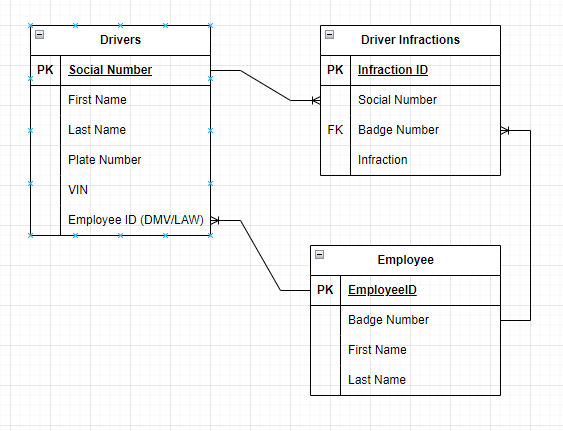 Drivers
PK Social Number
First Name
Last Name
Plate Number
VIN
Employee ID (DMV/LAW)
Driver Infractions
PK Infraction ID
Social Number
FK Badge Number
Infraction
Employee
PK EmployeeID
Badge Number
First Name
Last Name